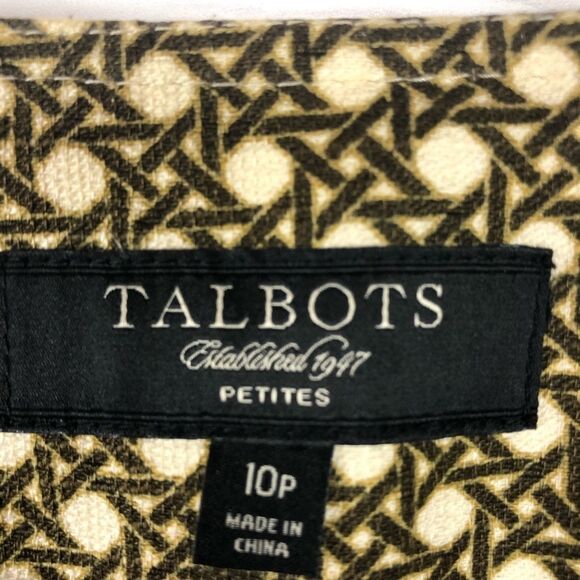 TALBOTS
Established 1947
PETITES
10P
MADE IN
CHINA